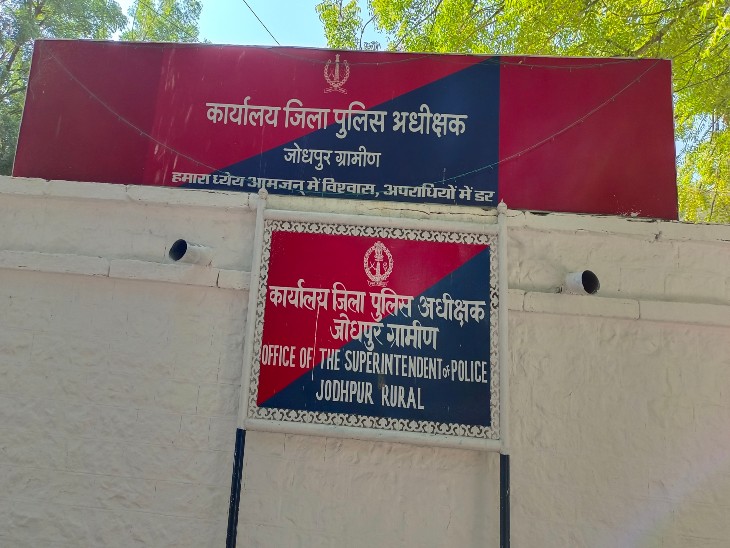 कार्यालय जिला पुलिस अधीक्षक
जोधपुर ग्रामीण
हमारा ध्येय आमजन में विश्वास, अपराधियों में डर
कार्यालय जिला पुलिस अधीक्षक
जोधपुर ग्रामीण
OFFICE OF THE SUPERINTENDENT of POLICE
JODHPUR RURAL